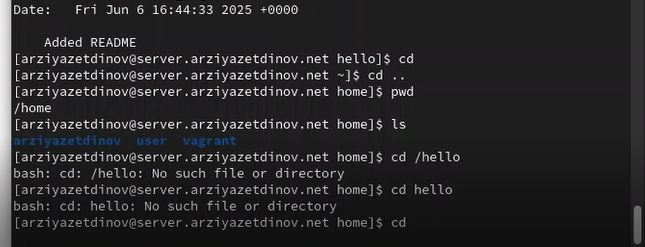 Date:   Fri Jun 6 16:44:33 2025 +0000
    Added README
[arziyazetdinov@server.arziyazetdinov.net hello]$ cd
[arziyazetdinov@server.arziyazetdinov.net ~]$ cd ..
[arziyazetdinov@server.arziyazetdinov.net home]$ pwd
/home
[arziyazetdinov@server.arziyazetdinov.net home]$ ls
arziyazetdinov  user  vagrant
[arziyazetdinov@server.arziyazetdinov.net home]$ cd /hello
bash: cd: /hello: No such file or directory
[arziyazetdinov@server.arziyazetdinov.net home]$ cd hello
bash: cd: hello: No such file or directory
[arziyazetdinov@server.arziyazetdinov.net home]$ cd